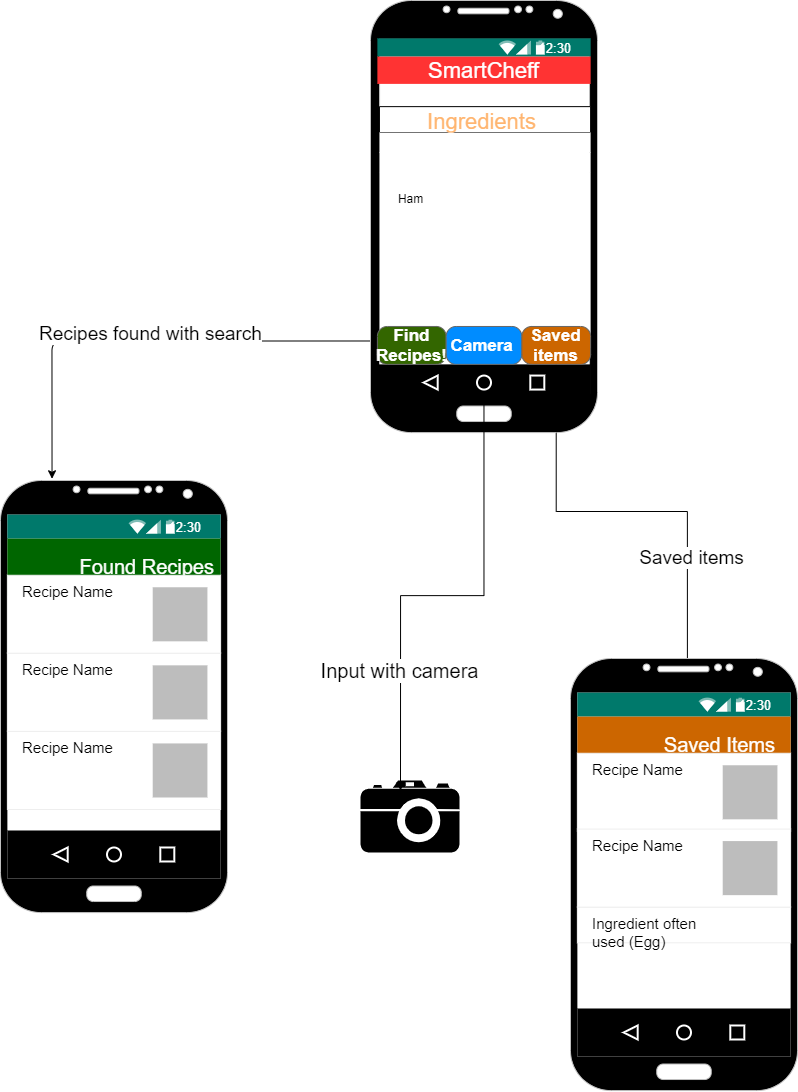 2:30
SmartCheff
Ingredients
Ham
Find
Recipes!
Camera
Saved
items
Recipes found with search
2:30
Found Recipes
Recipe Name
Recipe Name
Recipe Name
Input with camera
Saved items
2:30
Saved Items
Recipe Name
Recipe Name
Ingredient often
used (Egg)